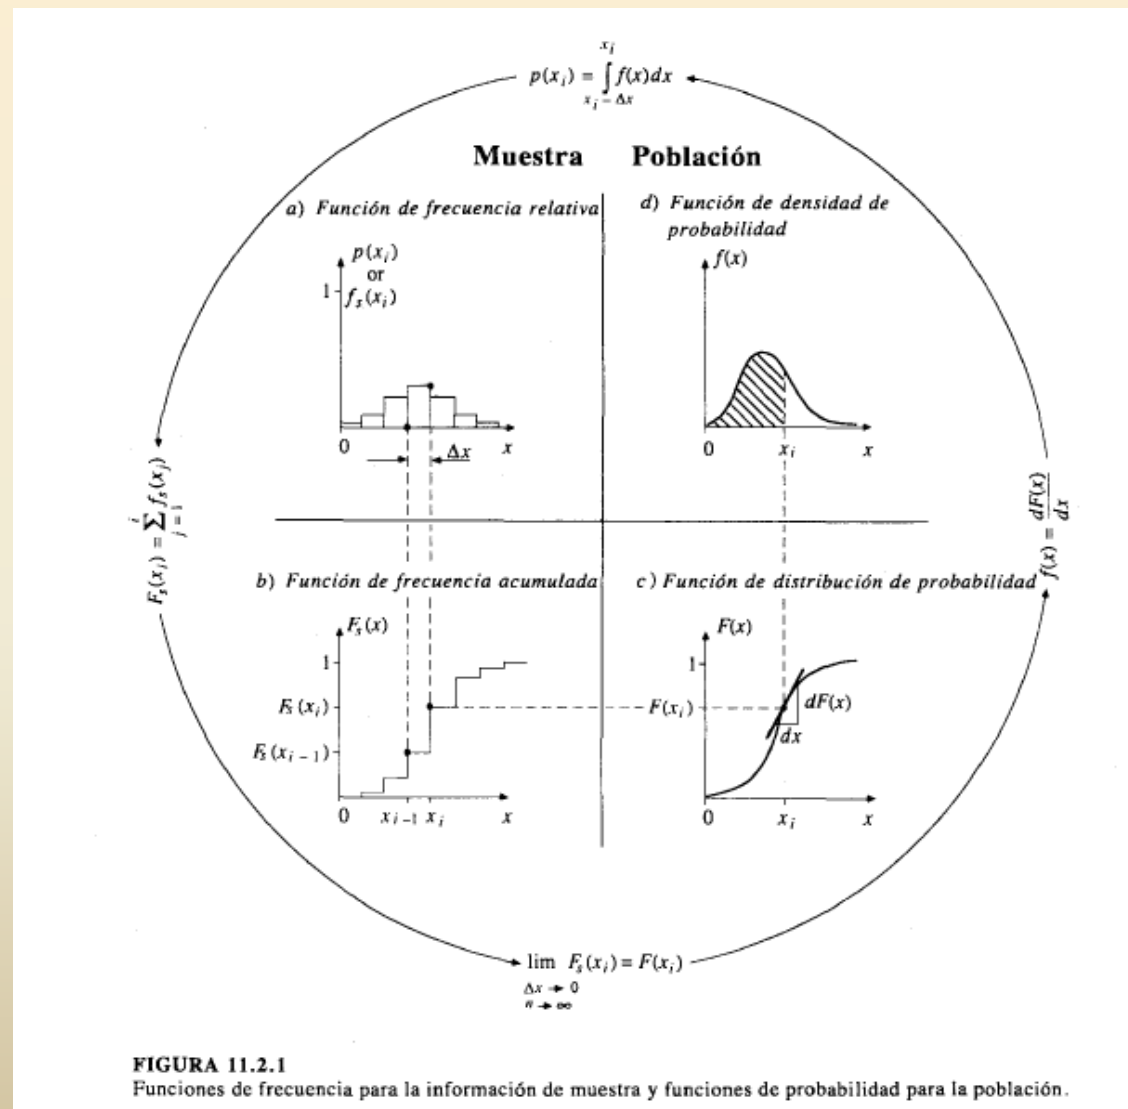 x_i
p(x_i) = ∫ f(x)dx
x_i − Δx
Muestra Población
a) Función de frecuencia relativa
p(x_i)
or
f_s(x_i)
1
0 Δx x
d) Función de densidad de
probabilidad
f(x)
0 x_i x
F_s(x_i) = Σ f_s(x_j)
i
j = 1
f(x) = dF(x)
dx
b) Función de frecuencia acumulada
F_s(x)
1
F_s(x_i)
F_s(x_{i − 1})
0 x_{i−1} x_i x
c) Función de distribución de probabilidad
F(x)
1
F(x_i)
dF(x)
dx
0 x_i x
lim F_s(x_i) = F(x_i)
Δx → 0
n → ∞
FIGURA 11.2.1
Funciones de frecuencia para la información de muestra y funciones de probabilidad para la población.